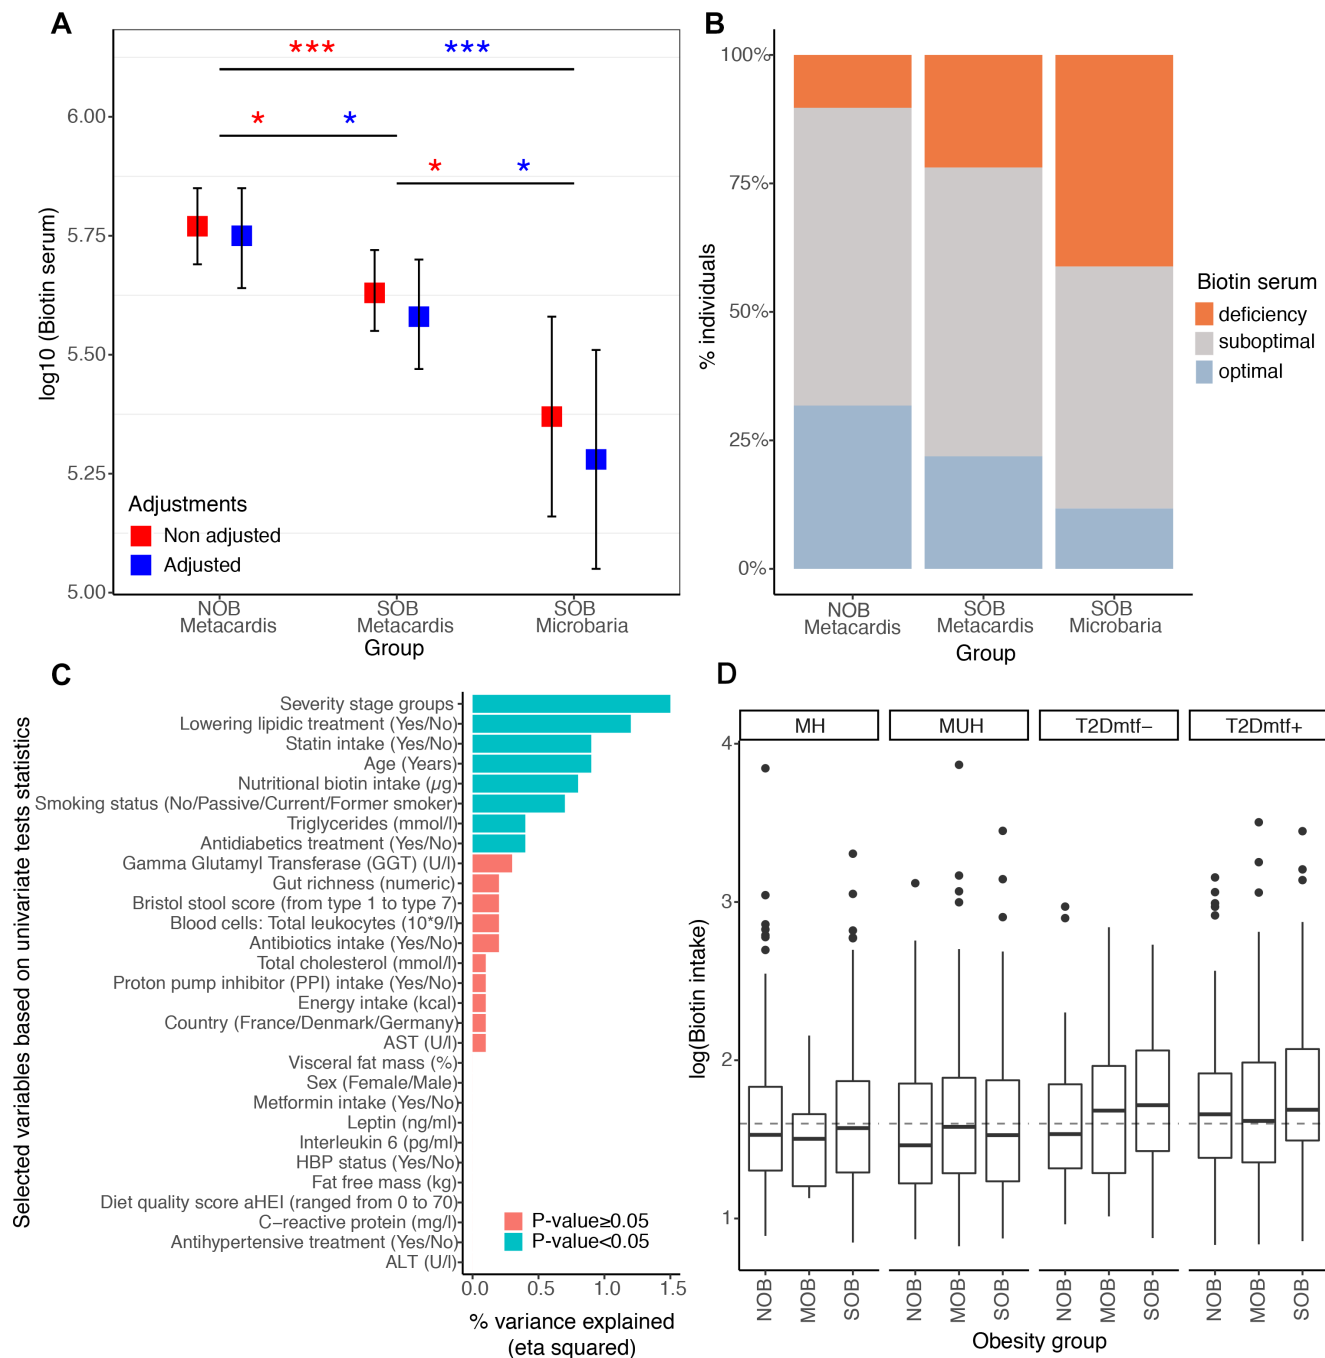 A
***
***
6.00
*
*
*
*
5.75
5.50
5.25
5.00
log10 (Biotin serum)
Adjustments
Non adjusted
Adjusted
NOB
Metacardis
SOB
Metacardis
SOB
Microbaria
Group
B
100%
75%
50%
25%
0%
% individuals
Biotin serum
deficiency
suboptimal
optimal
NOB
Metacardis
SOB
Metacardis
SOB
Microbaria
Group
C
Selected variables based on univariate tests statistics
Severity stage groups
Lowering lipidic treatment (Yes/No)
Statin intake (Yes/No)
Age (Years)
Nutritional biotin intake (µg)
Smoking status (No/Passive/Current/Former smoker)
Triglycerides (mmol/l)
Antidiabetics treatment (Yes/No)
Gamma Glutamyl Transferase (GGT) (U/l)
Gut richness (numeric)
Bristol stool score (from type 1 to type 7)
Blood cells: Total leukocytes (10*9/l)
Antibiotics intake (Yes/No)
Total cholesterol (mmol/l)
Proton pump inhibitor (PPI) intake (Yes/No)
Energy intake (kcal)
Country (France/Denmark/Germany)
AST (U/l)
Visceral fat mass (%)
Sex (Female/Male)
Metformin intake (Yes/No)
Leptin (ng/ml)
Interleukin 6 (pg/ml)
HBP status (Yes/No)
Fat free mass (kg)
Diet quality score aHEI (ranged from 0 to 70)
C−reactive protein (mg/l)
Antihypertensive treatment (Yes/No)
ALT (U/l)
P-value≥0.05
P-value<0.05
0.0 0.5 1.0 1.5
% variance explained
(eta squared)
D
MH MUH T2Dmtf− T2Dmtf+
4
3
2
1
log(Biotin intake)
NOB MOB SOB NOB MOB SOB NOB MOB SOB NOB MOB SOB
Obesity group